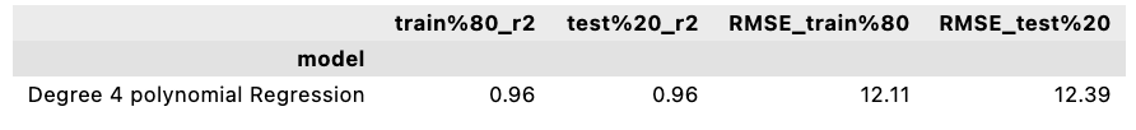 train%80_r2 test%20_r2 RMSE_train%80 RMSE_test%20
model
Degree 4 polynomial Regression 0.96 0.96 12.11 12.39